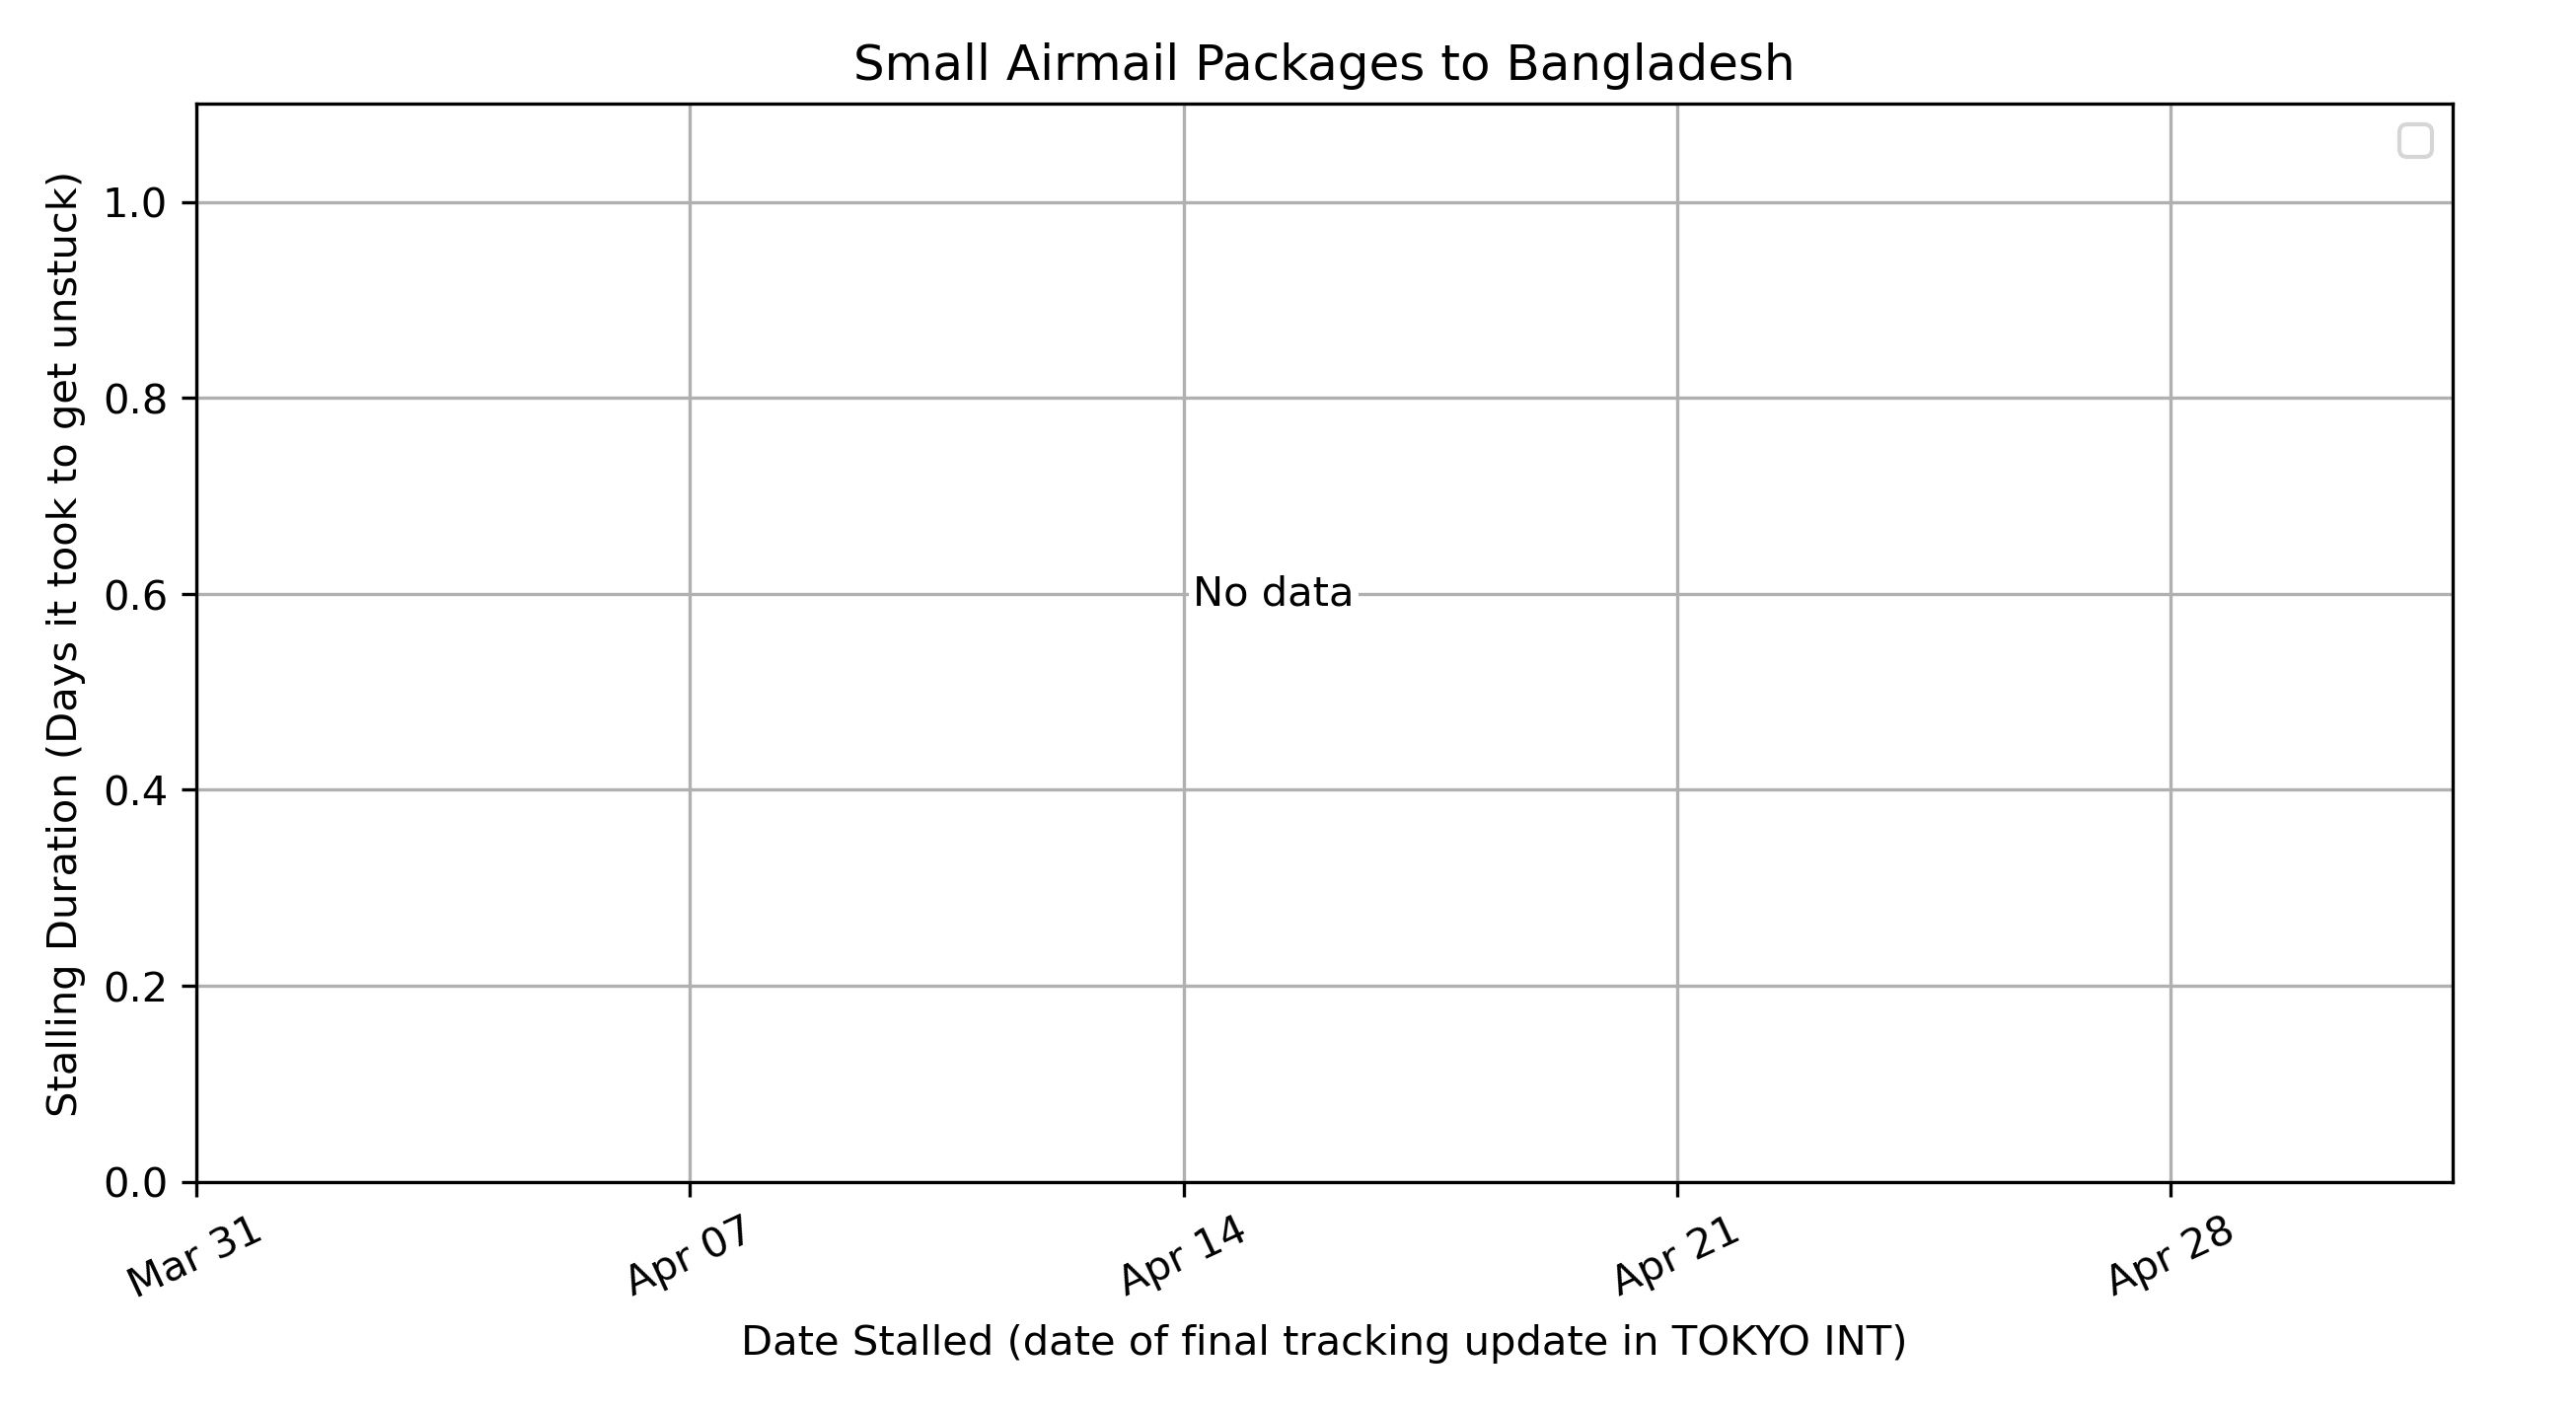 Small Airmail Packages to Bangladesh
Stalling Duration (Days it took to get unstuck)
1.0
0.8
0.6
0.4
0.2
0.0
No data
Mar 31
Apr 07
Apr 14
Apr 21
Apr 28
Date Stalled (date of final tracking update in TOKYO INT)